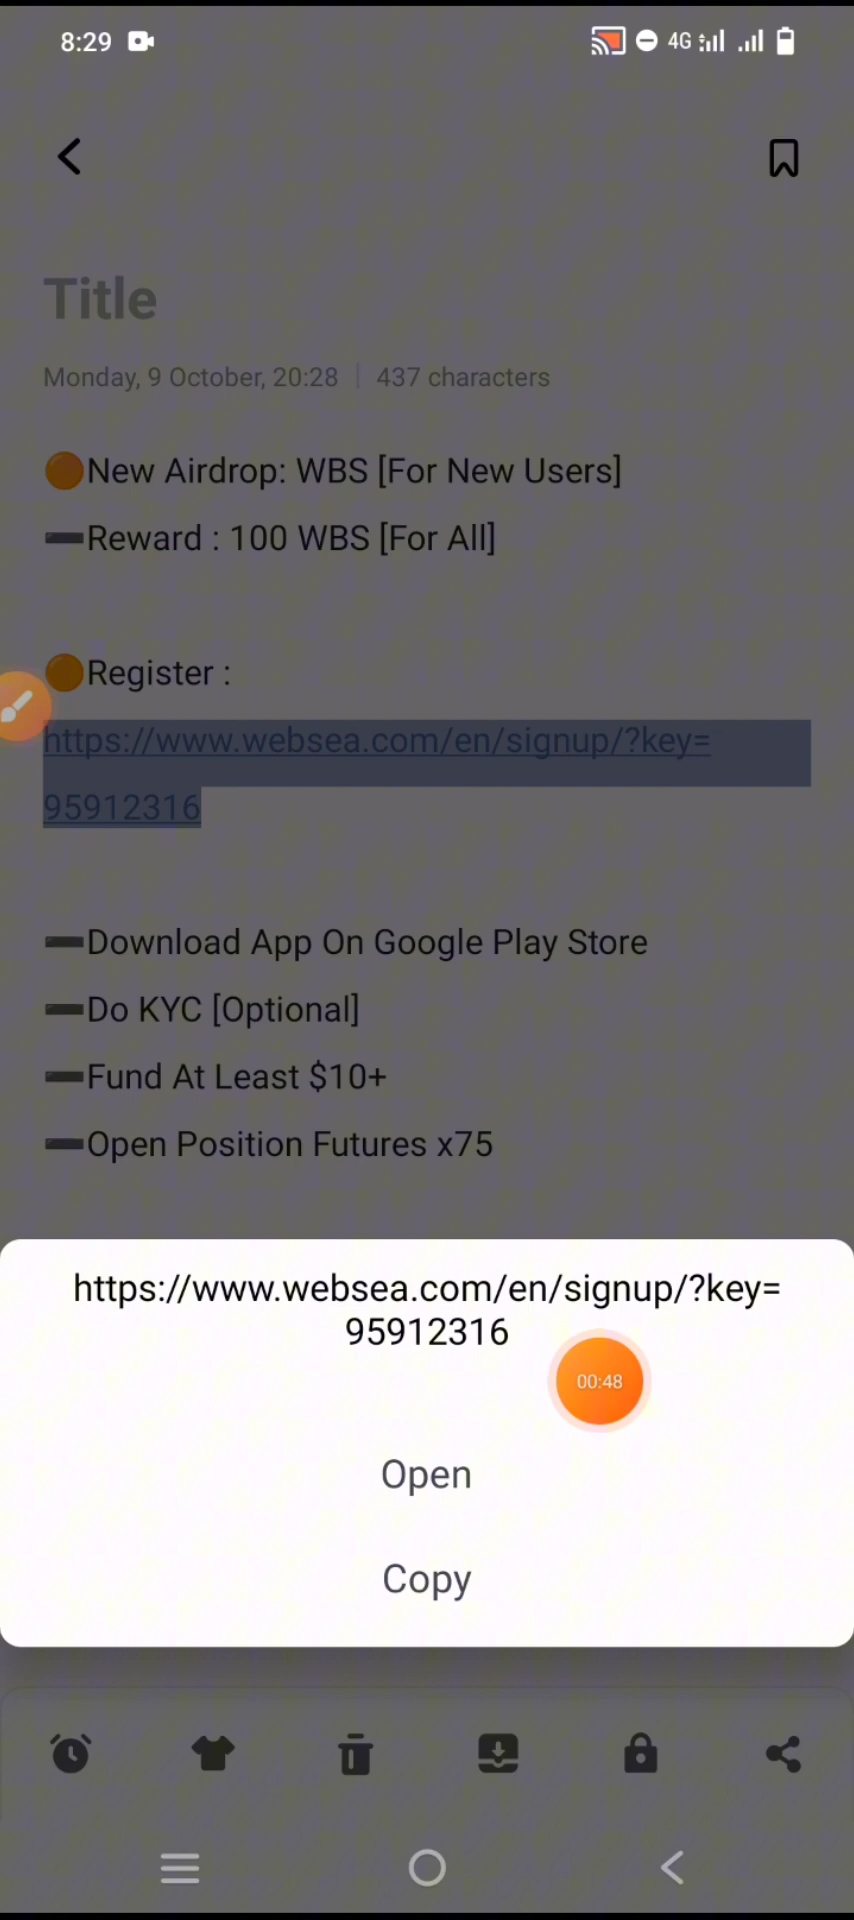 8:29
4G
Title
Monday, 9 October, 20:28 | 437 characters
🟠New Airdrop: WBS [For New Users]
➖Reward : 100 WBS [For All]
🟠Register :
https://www.websea.com/en/signup/?key=
95912316
➖Download App On Google Play Store
➖Do KYC [Optional]
➖Fund At Least $10+
➖Open Position Futures x75
https://www.websea.com/en/signup/?key=
95912316
00:48
Open
Copy